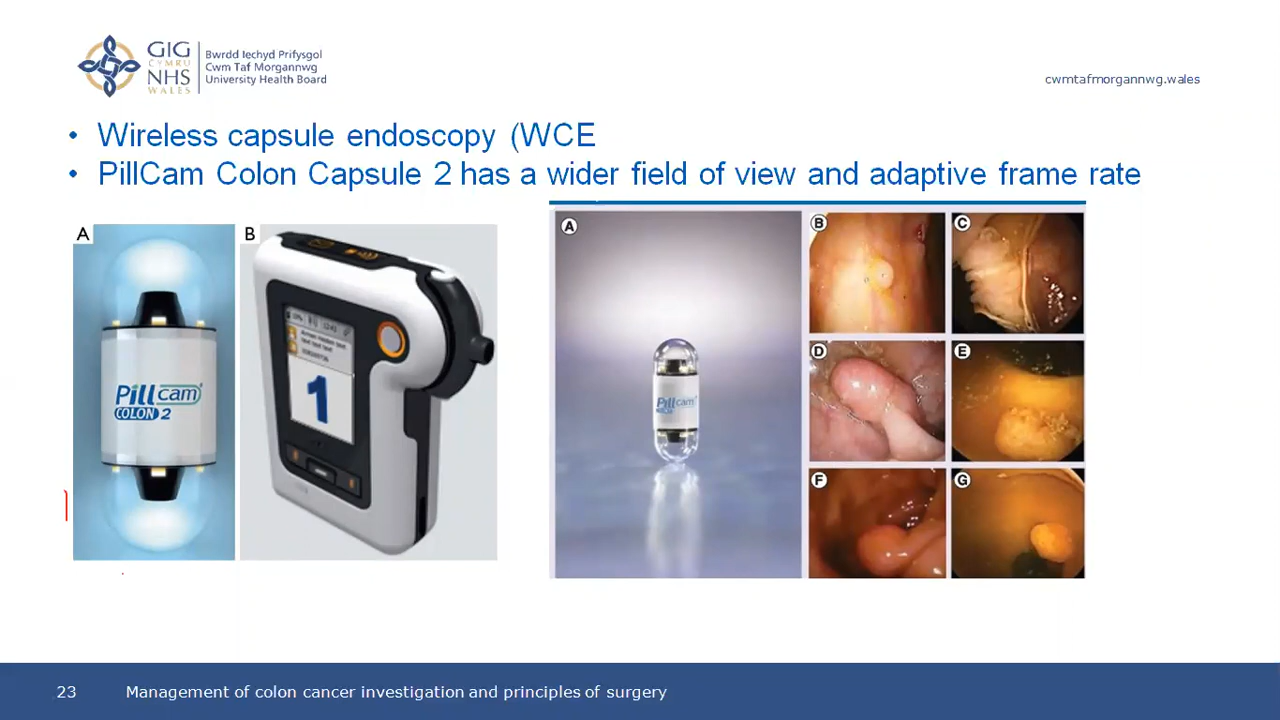 GIG
CYMRU
NHS
WALES
Bwrdd Iechyd Prifysgol
Cwm Taf Morgannwg
University Health Board
cwmtafmorgannwg.wales
• Wireless capsule endoscopy (WCE
• PillCam Colon Capsule 2 has a wider field of view and adaptive frame rate
A
PillCam
COLON 2
B
1
A
PillCam
B
C
D
E
F
G
23
Management of colon cancer investigation and principles of surgery